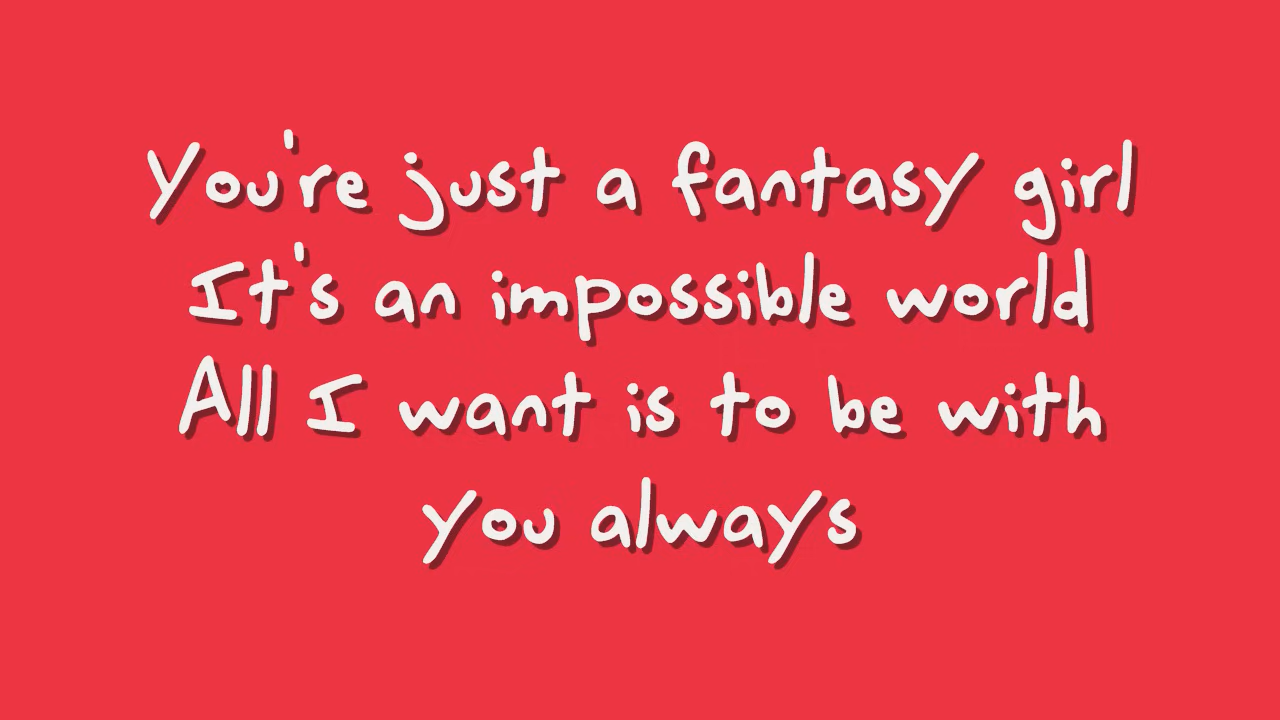 You're just a fantasy girl
It's an impossible world
All I want is to be with
you always